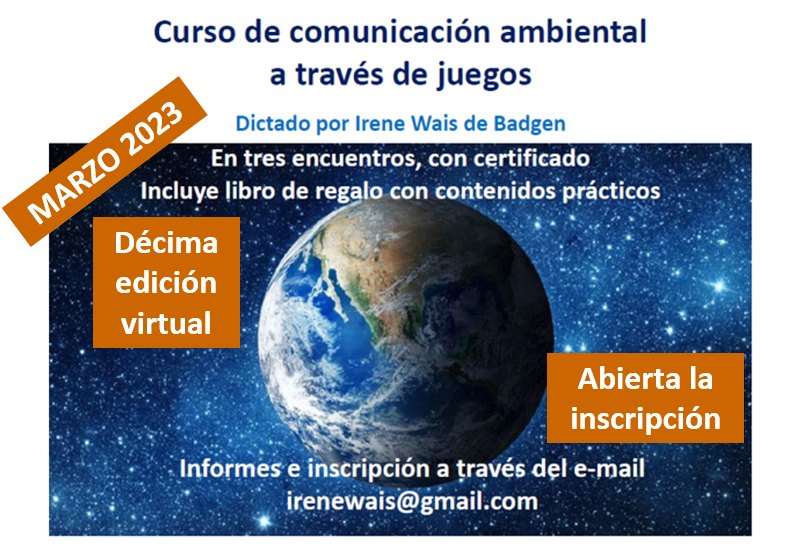 Curso de comunicación ambiental
a través de juegos
Dictado por Irene Wais de Badgen
MARZO 2023
En tres encuentros, con certificado
Incluye libro de regalo con contenidos prácticos
Décima
edición
virtual
Abierta la
inscripción
Informes e inscripción a través del e-mail
irenewais@gmail.com